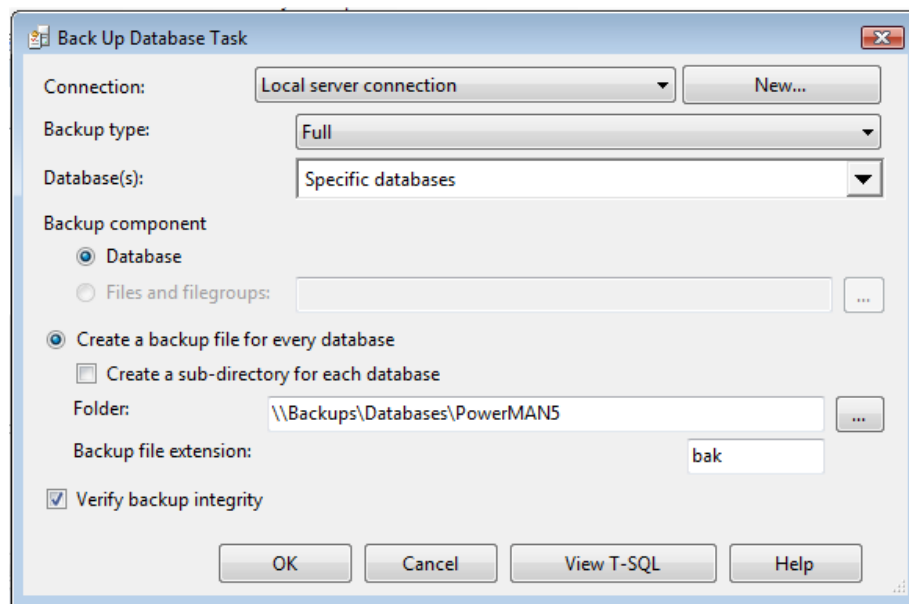 Back Up Database Task
Connection: Local server connection New...
Backup type: Full
Database(s): Specific databases
Backup component
Database
Files and filegroups: ...
Create a backup file for every database
Create a sub-directory for each database
Folder: \\Backups\Databases\PowerMAN5 ...
Backup file extension: bak
Verify backup integrity
OK Cancel View T-SQL Help